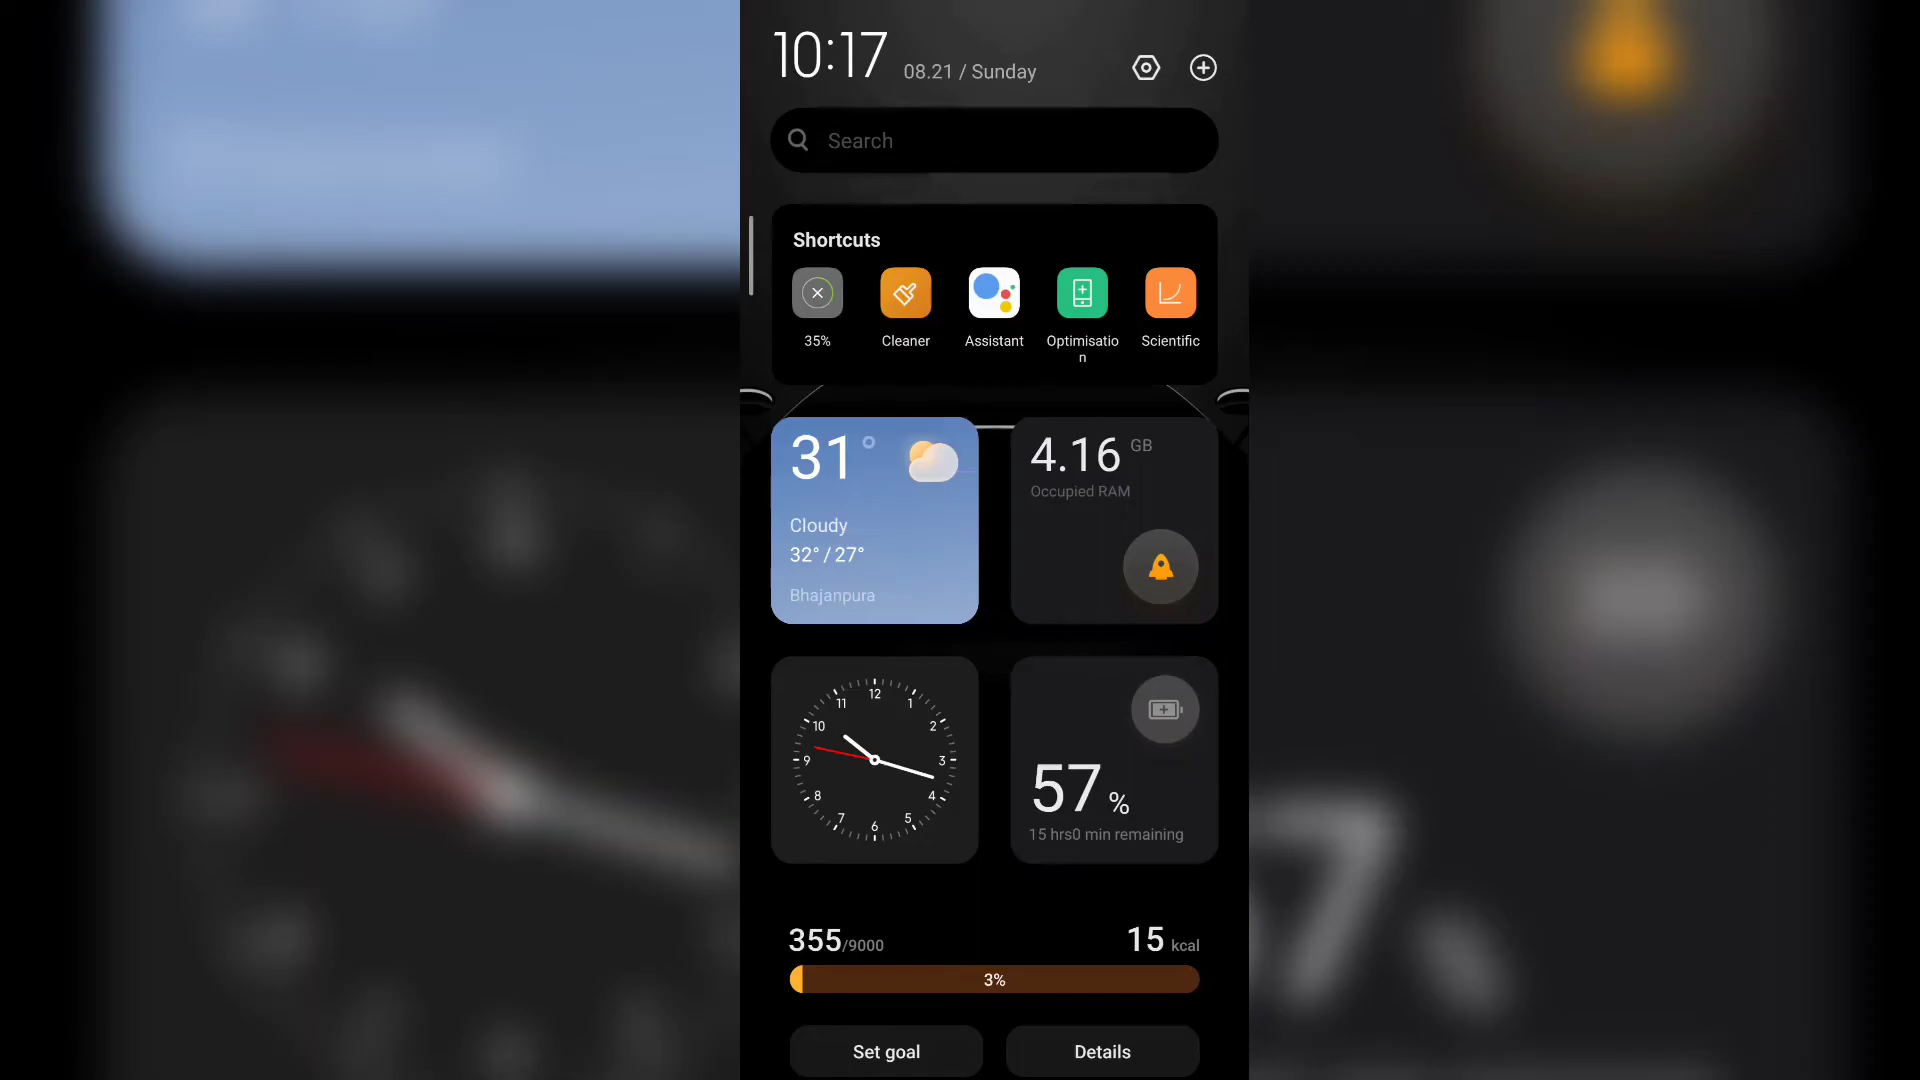 10:17 08.21 / Sunday
Search
Shortcuts
35% Cleaner Assistant Optimisatio Scientific
n
31° 4.16 GB
Occupied RAM
Cloudy
32° / 27°
Bhajanpura
12
11 1
10 2
9 3
8 4
7 5
6
57 %
15 hrs0 min remaining
355/9000 15 kcal
3%
Set goal Details